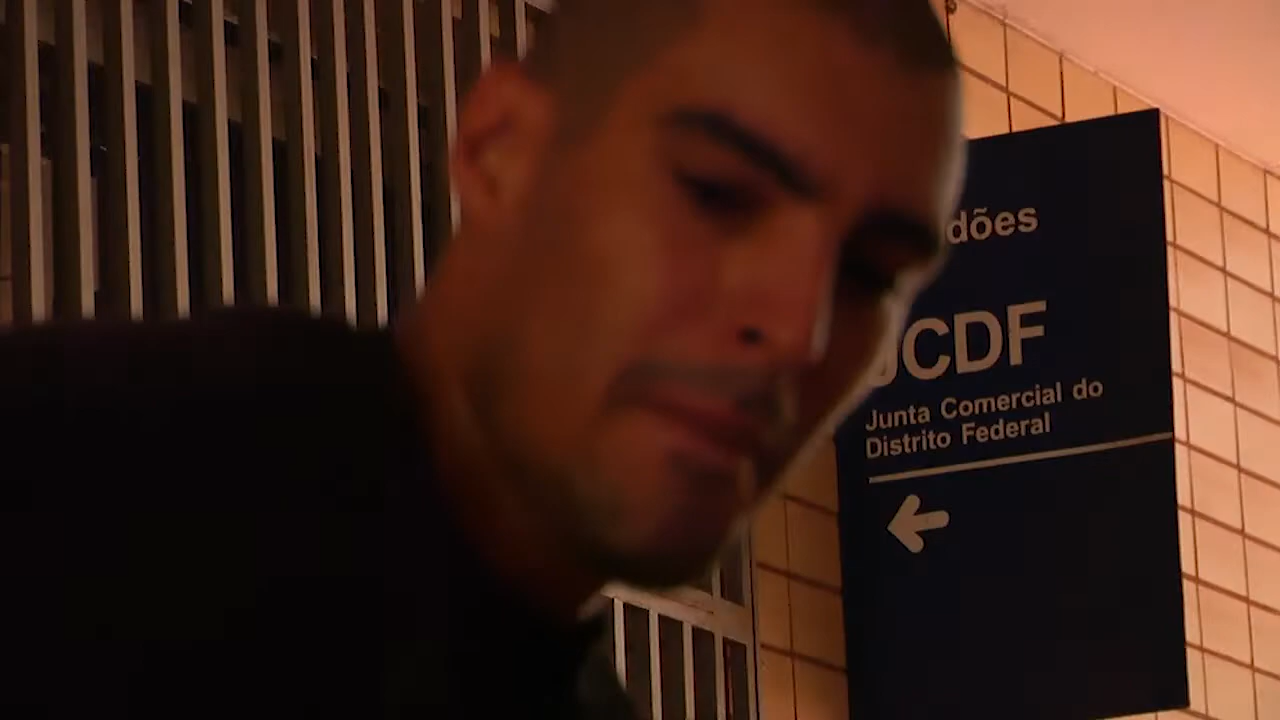 dões
JCDF
Junta Comercial do
Distrito Federal